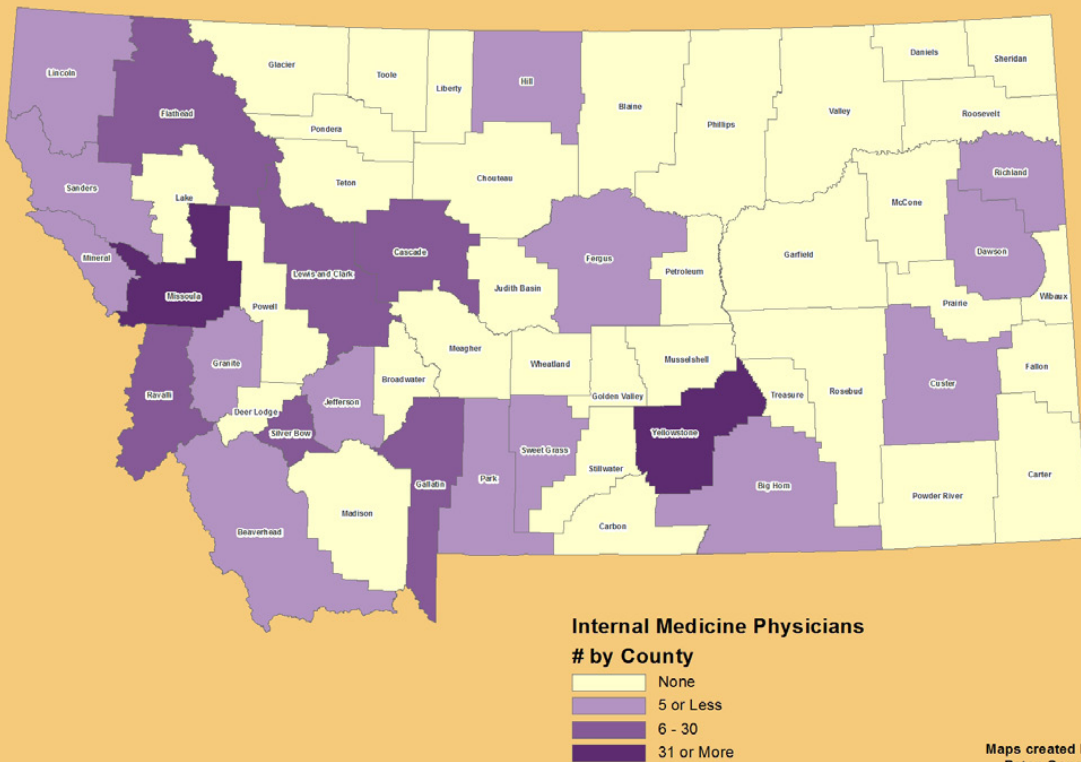 Lincoln
Flathead
Glacier
Toole
Liberty
Hill
Blaine
Phillips
Valley
Daniels
Sheridan
Roosevelt
Pondera
Teton
Chouteau
Sanders
Lake
Richland
McCone
Dawson
Mineral
Missoula
Powell
Lewis and Clark
Cascade
Judith Basin
Fergus
Petroleum
Garfield
Prairie
Wibaux
Ravalli
Granite
Deer Lodge
Silver Bow
Jefferson
Broadwater
Meagher
Wheatland
Golden Valley
Musselshell
Treasure
Rosebud
Custer
Fallon
Beaverhead
Madison
Gallatin
Park
Sweet Grass
Stillwater
Yellowstone
Carbon
Big Horn
Powder River
Carter
Internal Medicine Physicians
# by County
None
5 or Less
6 - 30
31 or More
Maps created